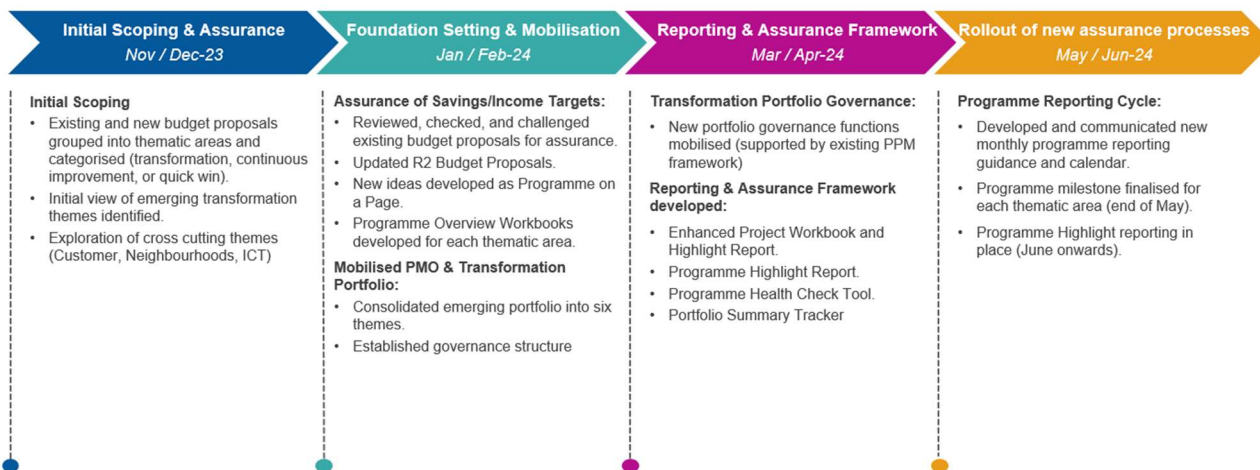 Initial Scoping & Assurance
Nov / Dec-23
Foundation Setting & Mobilisation
Jan / Feb-24
Reporting & Assurance Framework
Mar / Apr-24
Rollout of new assurance processes
May / Jun-24
Initial Scoping
• Existing and new budget proposals
grouped into thematic areas and
categorised (transformation, continuous
improvement, or quick win).
• Initial view of emerging transformation
themes identified.
• Exploration of cross cutting themes
(Customer, Neighbourhoods, ICT)
Assurance of Savings/Income Targets:
• Reviewed, checked, and challenged
existing budget proposals for assurance.
• Updated R2 Budget Proposals.
• New ideas developed as Programme on
a Page.
• Programme Overview Workbooks
developed for each thematic area.
Mobilised PMO & Transformation
Portfolio:
• Consolidated emerging portfolio into six
themes.
• Established governance structure
Transformation Portfolio Governance:
• New portfolio governance functions
mobilised (supported by existing PPM
framework)
Reporting & Assurance Framework
developed:
• Enhanced Project Workbook and
Highlight Report.
• Programme Highlight Report.
• Programme Health Check Tool.
• Portfolio Summary Tracker
Programme Reporting Cycle:
• Developed and communicated new
monthly programme reporting
guidance and calendar.
• Programme milestone finalised for
each thematic area (end of May).
• Programme Highlight reporting in
place (June onwards).